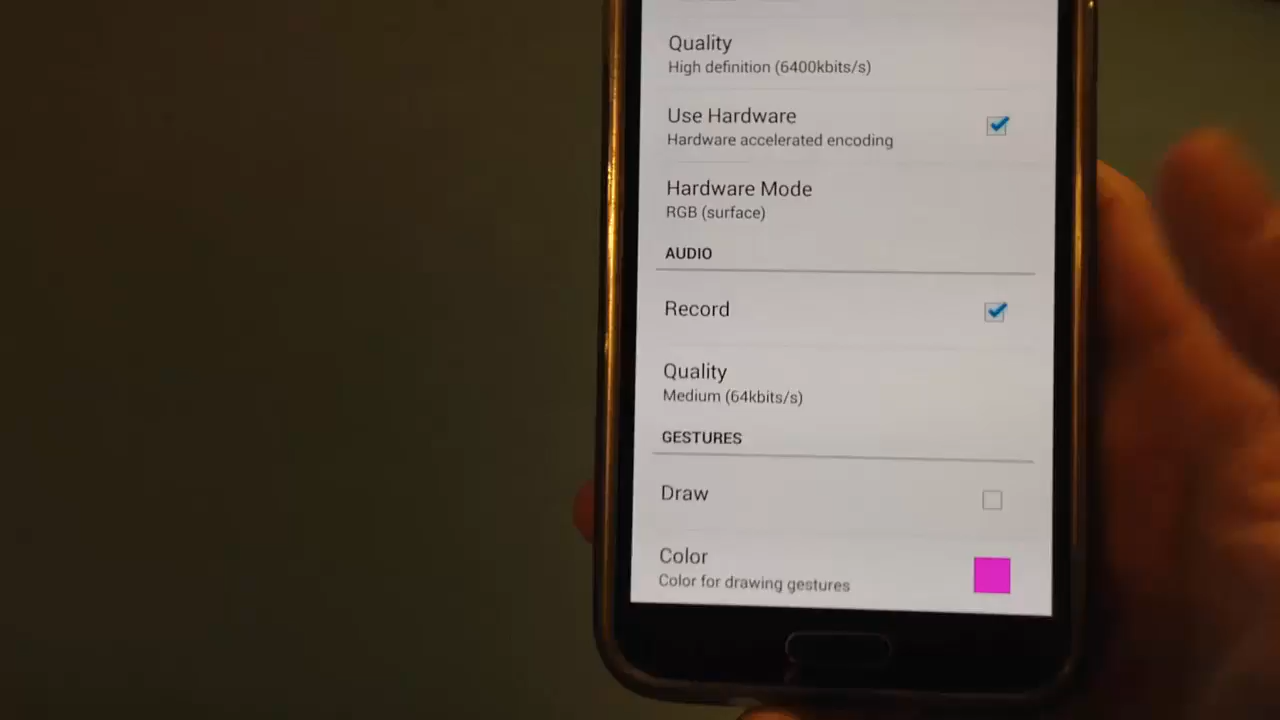 Quality
High definition (6400kbits/s)
Use Hardware
Hardware accelerated encoding
Hardware Mode
RGB (surface)
AUDIO
Record
Quality
Medium (64kbits/s)
GESTURES
Draw
Color
Color for drawing gestures